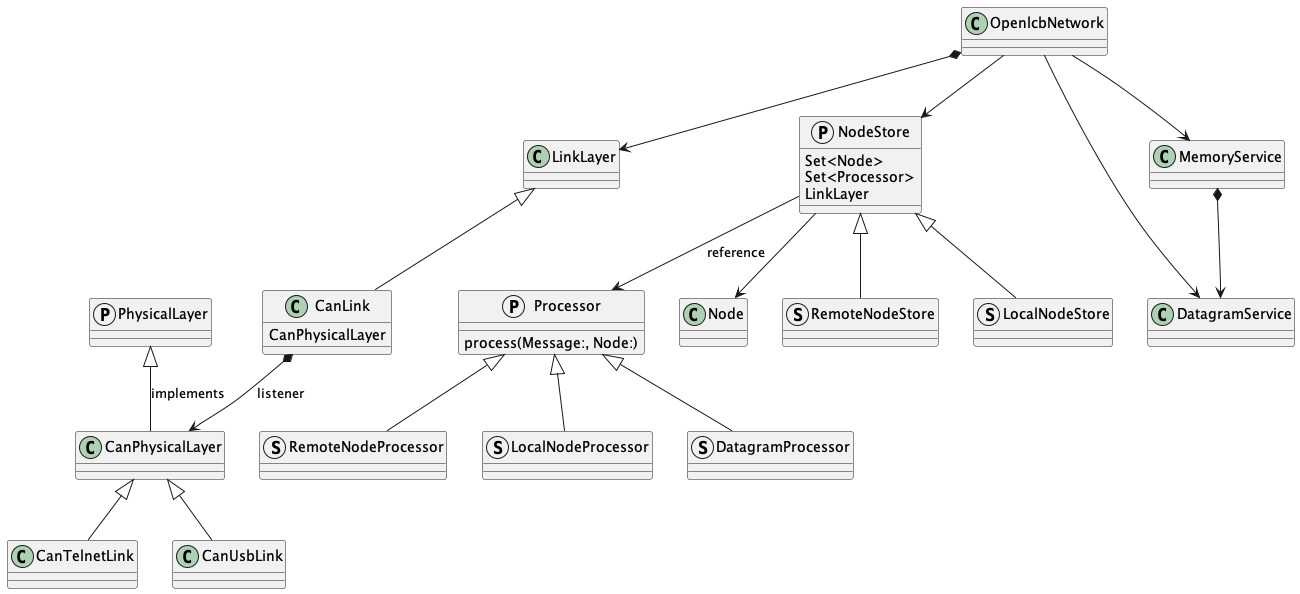 C OpenlcbNetwork
C LinkLayer
P NodeStore
Set<Node>
Set<Processor>
LinkLayer
C MemoryService
reference
P PhysicalLayer
C CanLink
CanPhysicalLayer
P Processor
process(Message:, Node:)
C Node
S RemoteNodeStore
S LocalNodeStore
C DatagramService
implements
listener
C CanPhysicalLayer
S RemoteNodeProcessor
S LocalNodeProcessor
S DatagramProcessor
C CanTelnetLink
C CanUsbLink